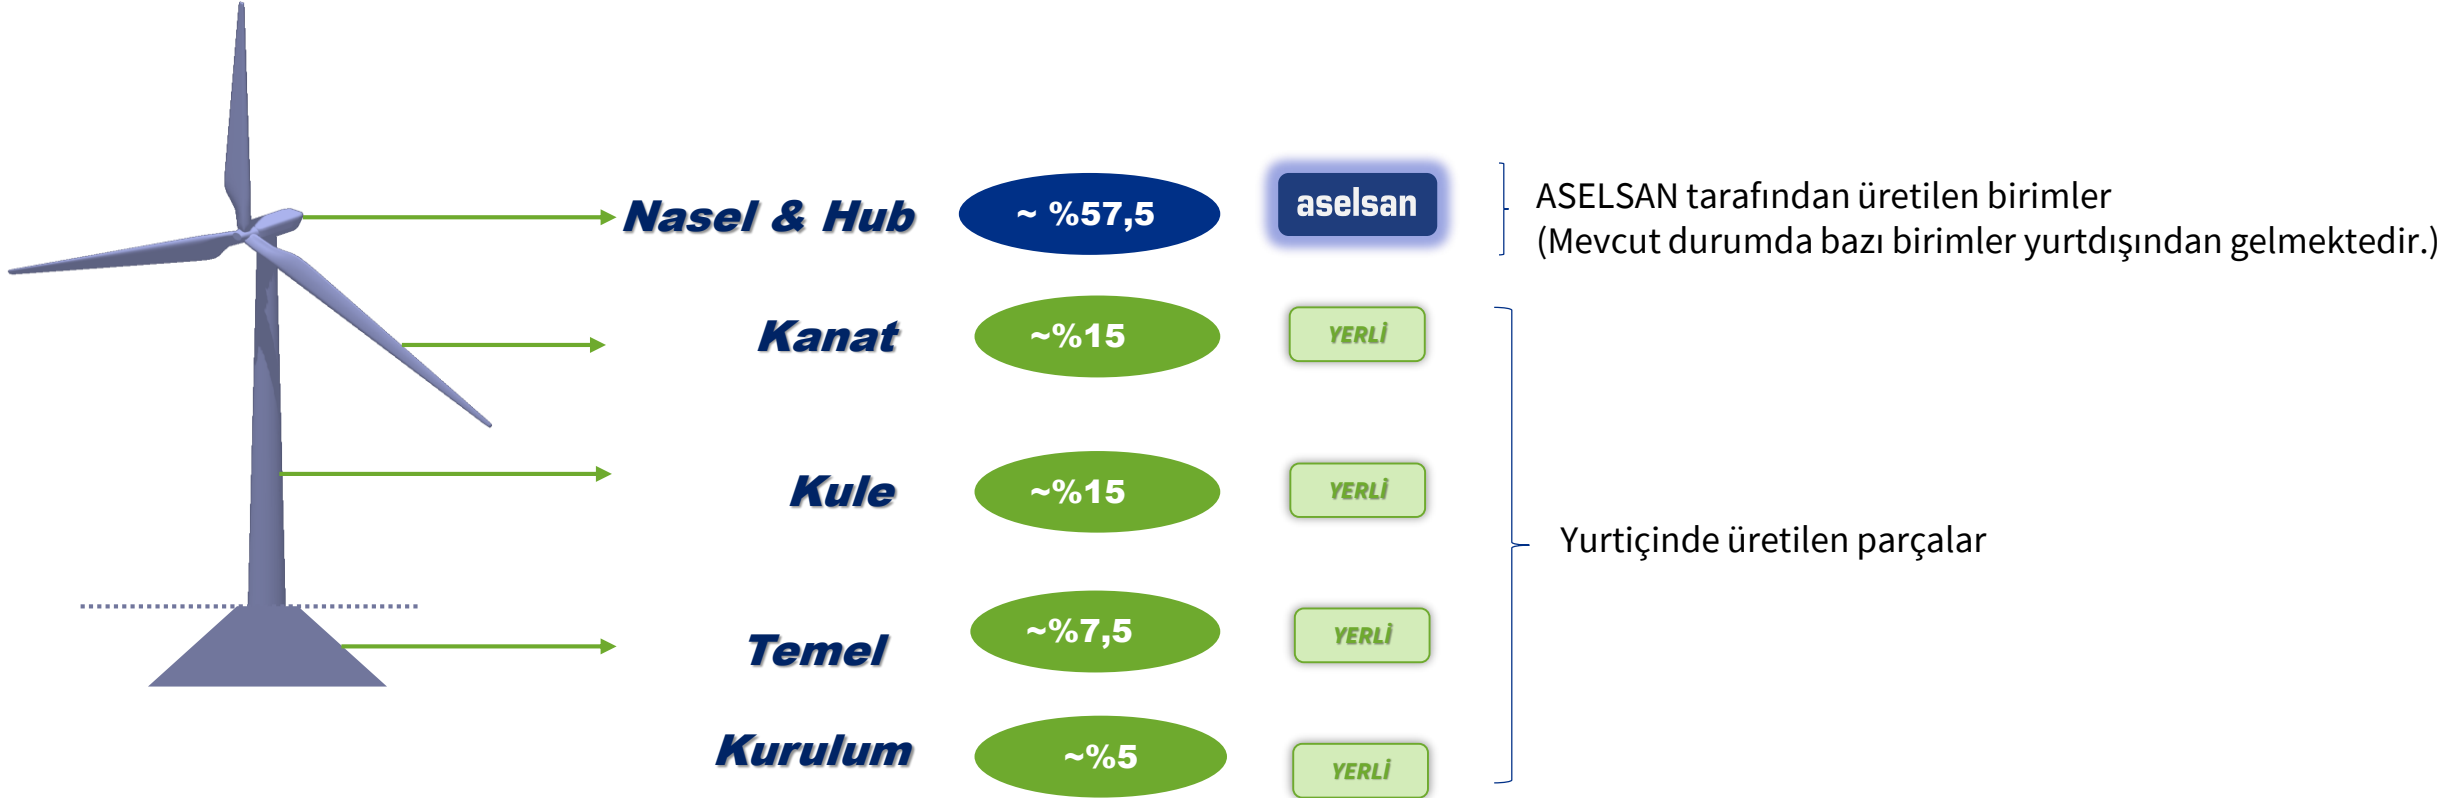 Nasel & Hub
~ %57,5
aselsan
ASELSAN tarafından üretilen birimler
(Mevcut durumda bazı birimler yurtdışından gelmektedir.)
Kanat
~%15
YERLİ
Kule
~%15
YERLİ
Yurtiçinde üretilen parçalar
Temel
~%7,5
YERLİ
Kurulum
~%5
YERLİ